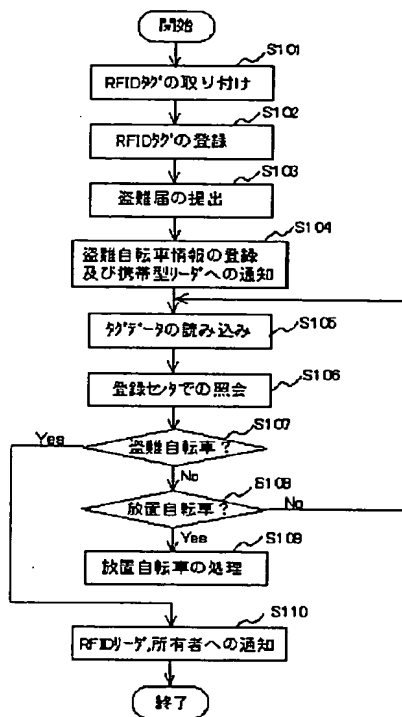 開始
S101
RFIDタグの取り付け
S102
RFIDタグの登録
S103
盗難届の提出
S104
盗難自転車情報の登録
及び携帯型リーダへの通知
タグデータの読み込み
S105
登録センタでの照会
S106
S107
Yes
盗難自転車？
No
S108
放置自転車？
No
Yes
S109
放置自転車の処理
S110
RFIDリーダ,所有者への通知
終了